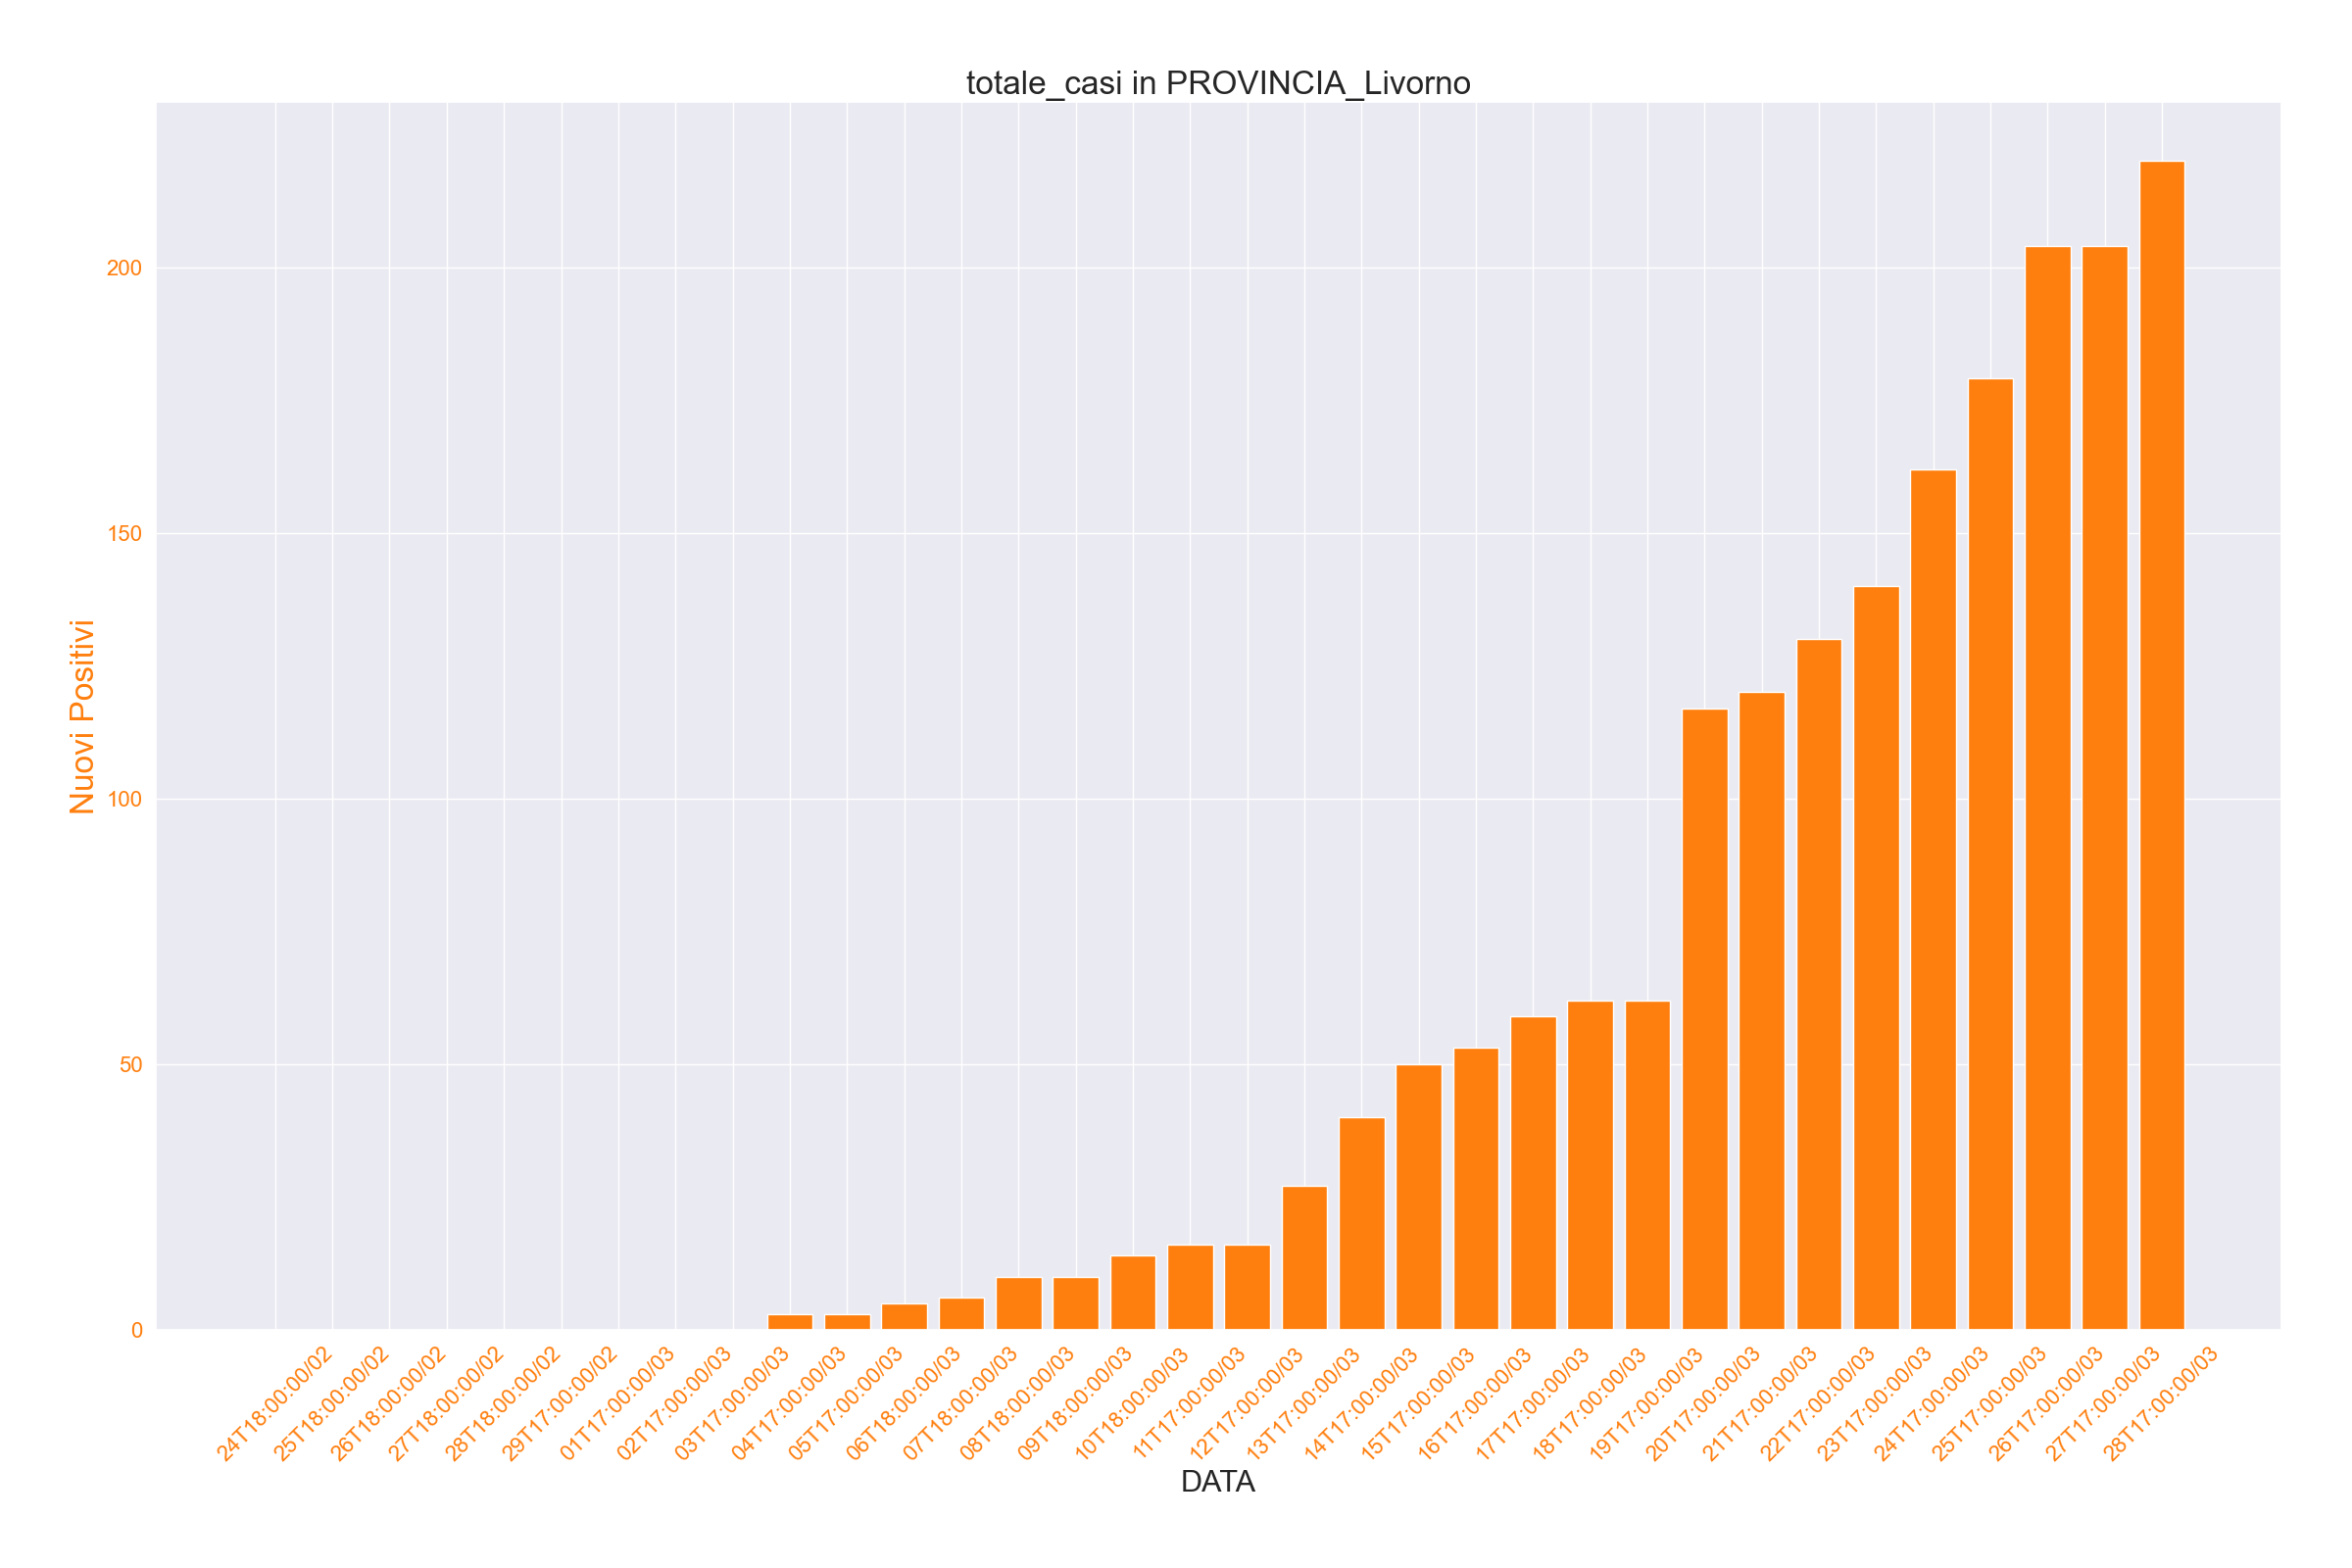 totale_casi in PROVINCIA_Livorno
Nuovi Positivi
200
150
100
50
0
24T18:00:00/02
25T18:00:00/02
26T18:00:00/02
27T18:00:00/02
28T18:00:00/02
29T17:00:00/02
01T17:00:00/03
02T17:00:00/03
03T17:00:00/03
04T17:00:00/03
05T17:00:00/03
06T18:00:00/03
07T18:00:00/03
08T18:00:00/03
09T18:00:00/03
10T18:00:00/03
11T17:00:00/03
12T17:00:00/03
13T17:00:00/03
14T17:00:00/03
15T17:00:00/03
16T17:00:00/03
17T17:00:00/03
18T17:00:00/03
19T17:00:00/03
20T17:00:00/03
21T17:00:00/03
22T17:00:00/03
23T17:00:00/03
24T17:00:00/03
25T17:00:00/03
26T17:00:00/03
27T17:00:00/03
28T17:00:00/03
DATA